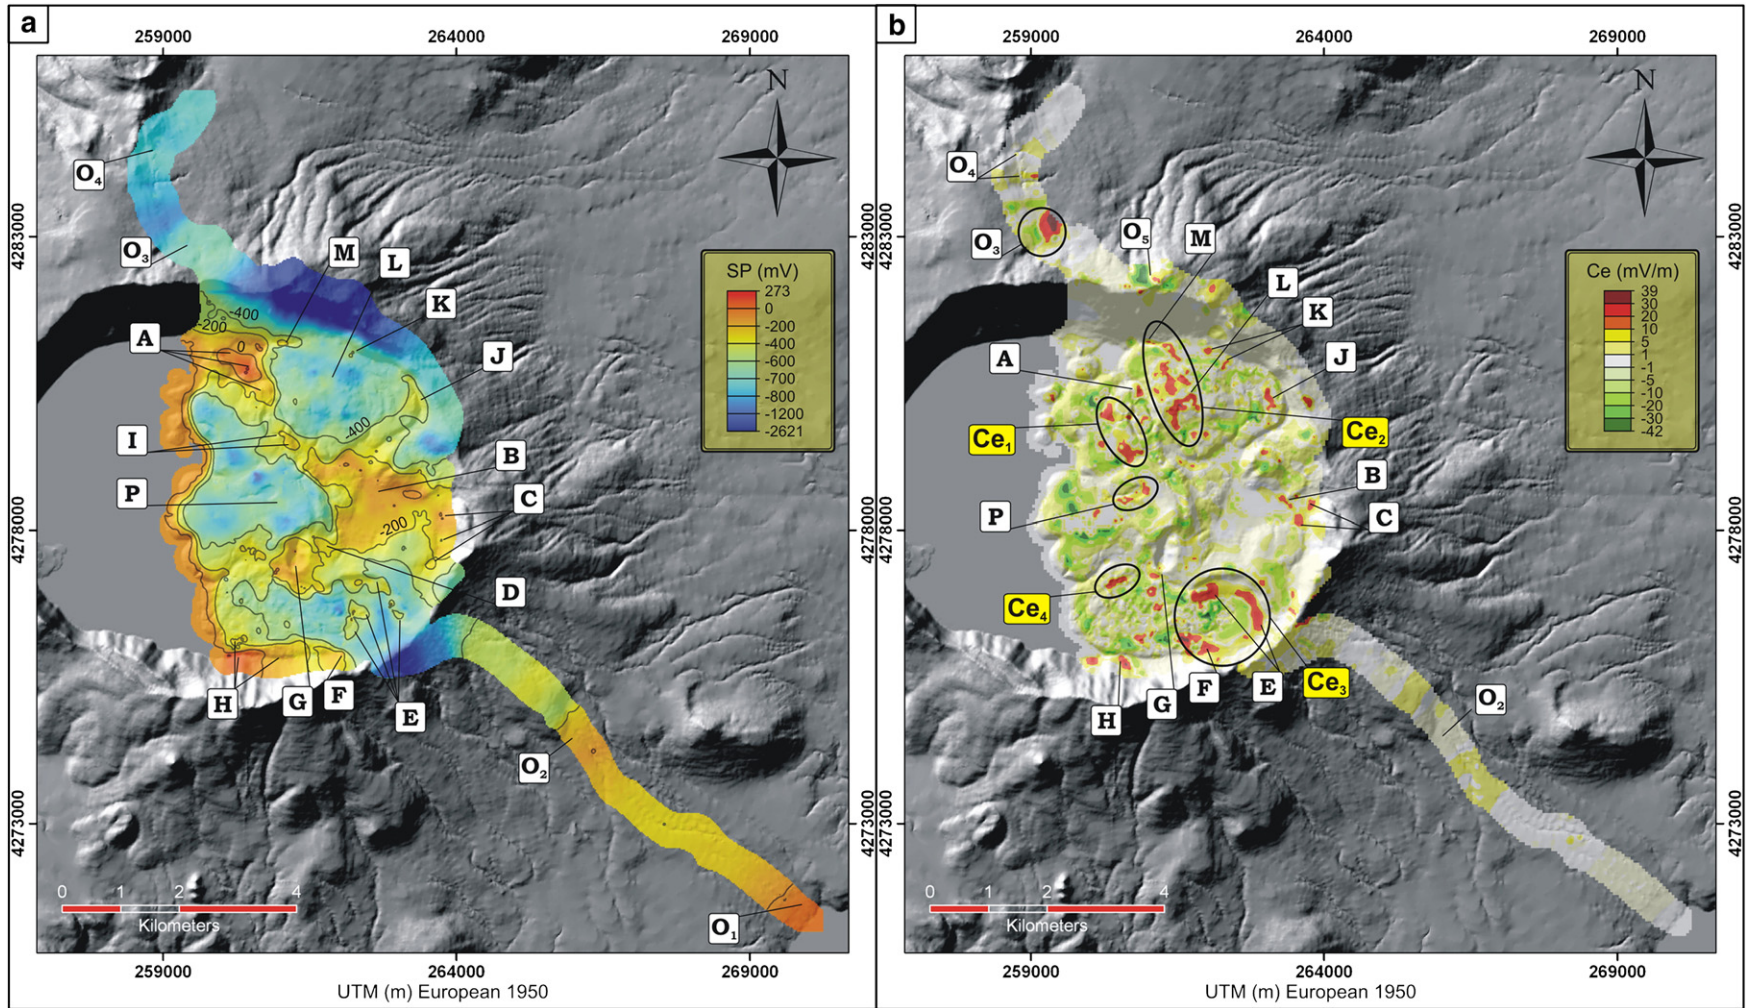 a
259000 264000 269000
N
O4
4283000
O3
M
L
SP (mV)
273
0
-200
-400
-600
-800
-1200
-2621
K
-400
-200
A
0
J
-400
I
B
P
C
4278000
-200
D
H
G
F
E
O2
4273000
0 1 2 4
Kilometers
O1
259000 264000 269000
UTM (m) European 1950
b
259000 264000 269000
N
O4
4283000 4283000
O3
O5
M
L
Ce (mV/m)
39
30
20
10
5
1
-1
-5
-10
-20
-30
-42
K
A
J
Ce1
Ce2
B
P
C
4278000 4278000
Ce4
H
G
F
E
Ce3
O2
4273000 4273000
0 1 2 4
Kilometers
259000 264000 269000
UTM (m) European 1950